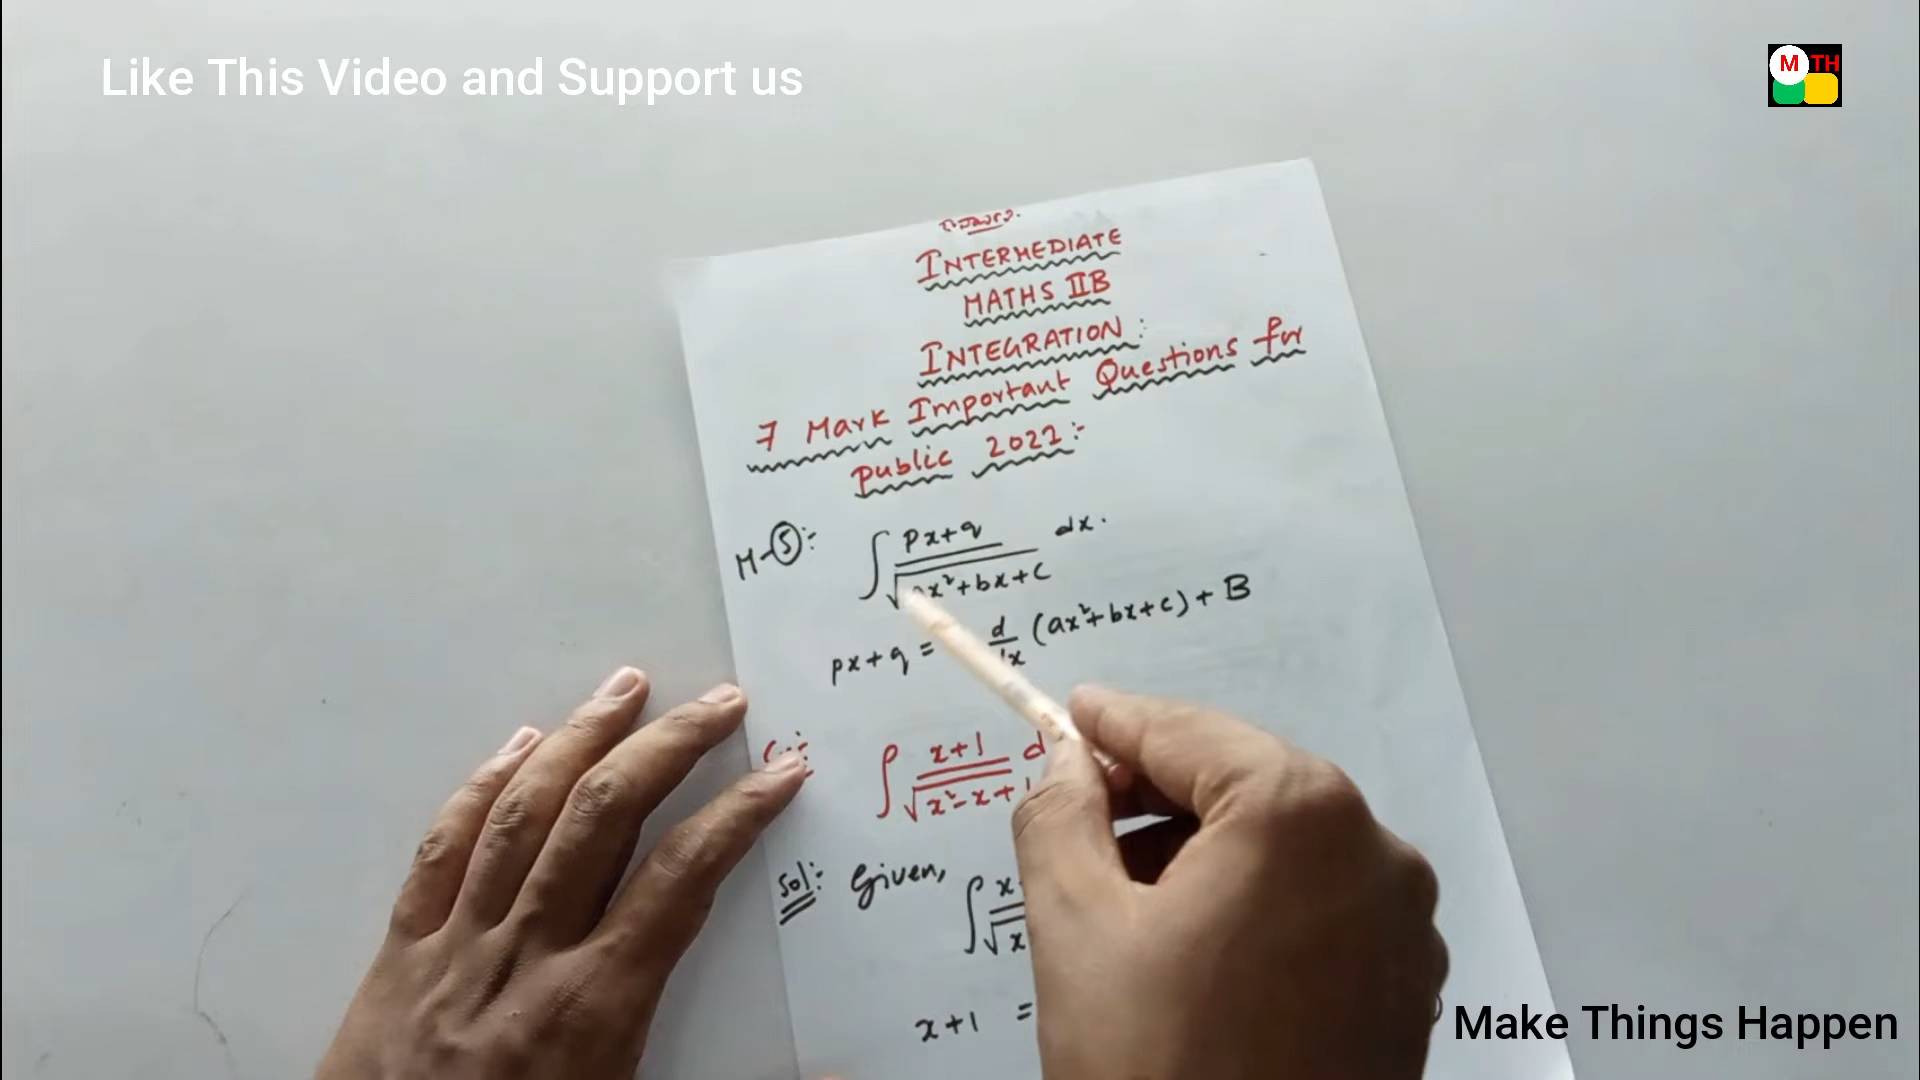 Like This Video and Support us
M TH
INTERMEDIATE
MATHS IIB
INTEGRATION:
7 Mark Important Questions for
public 2022:-
M-⑤:- ∫ px+q / √ax²+bx+c dx.
px+q = d/dx (ax²+bx+c) + B
∫ x+1 / √x²-x+1 d
Sol: Given, ∫ x / √x
x+1 =
Make Things Happen